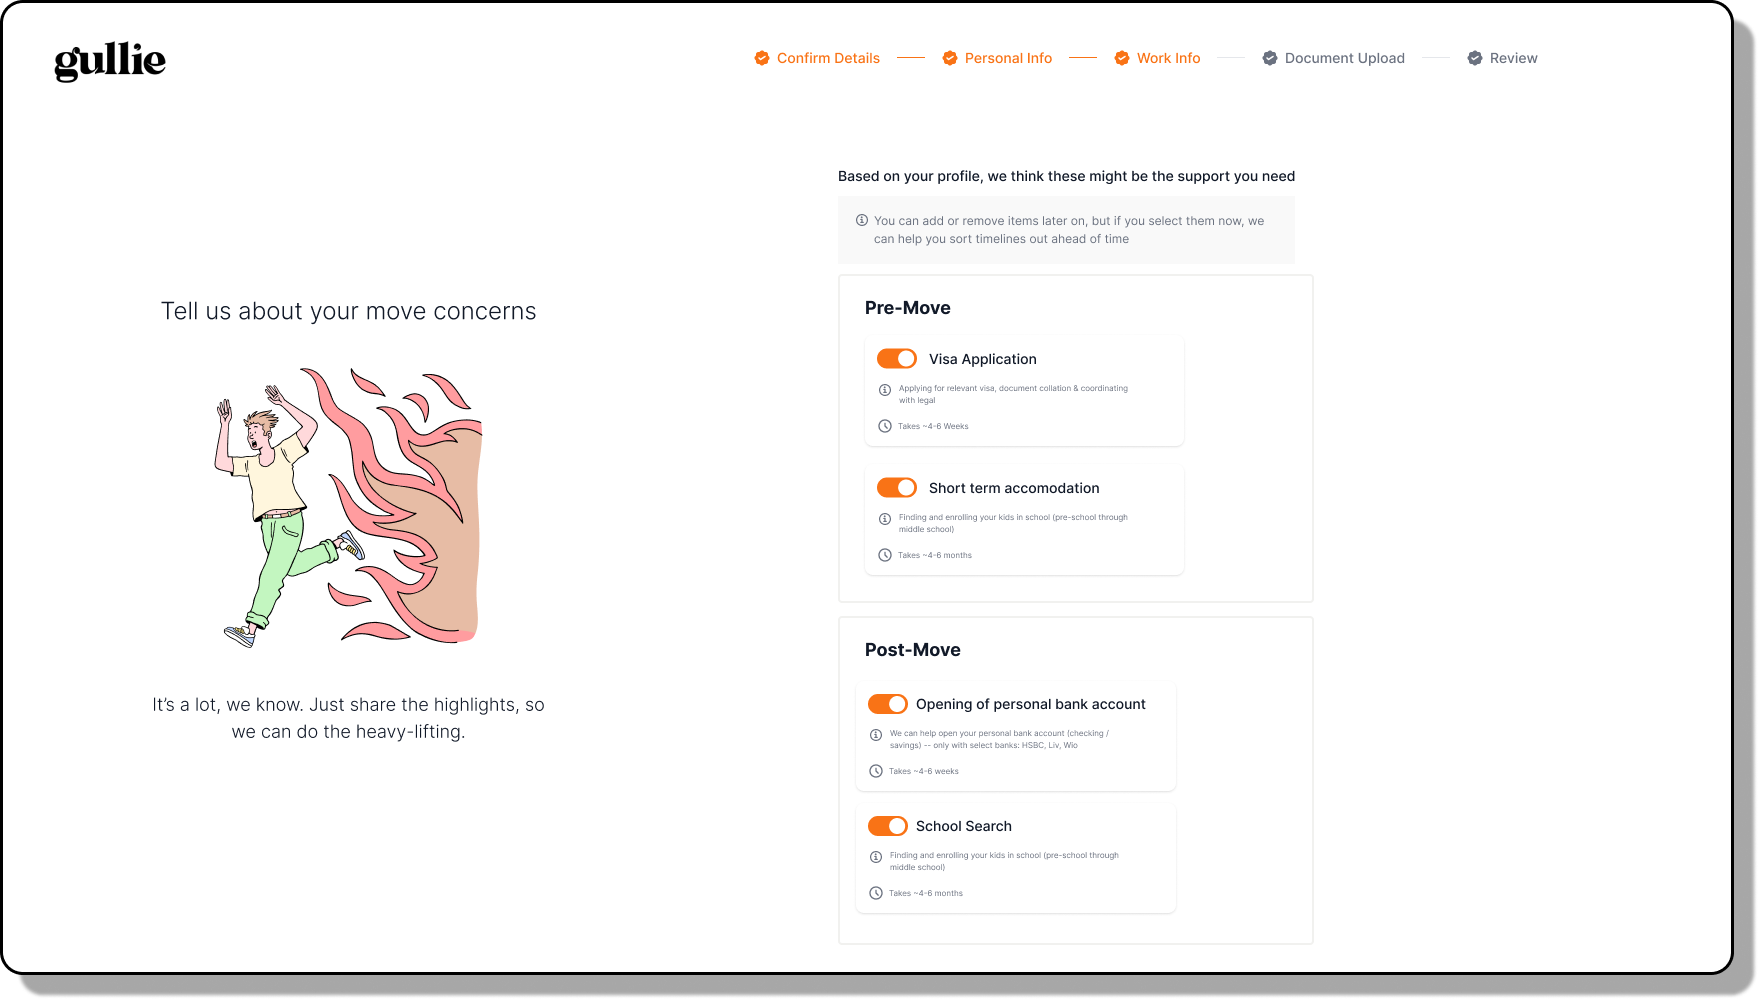 gullie
Confirm Details
Personal Info
Work Info
Document Upload
Review
Tell us about your move concerns
It’s a lot, we know. Just share the highlights, so
we can do the heavy-lifting.
Based on your profile, we think these might be the support you need
You can add or remove items later on, but if you select them now, we
can help you sort timelines out ahead of time
Pre-Move
Visa Application
Applying for relevant visa, document collation & coordinating
with legal
Takes ~4-6 Weeks
Short term accomodation
Finding and enrolling your kids in school (pre-school through
middle school)
Takes ~4-6 months
Post-Move
Opening of personal bank account
We can help open your personal bank account (checking /
savings) -- only with select banks: HSBC, Liv, Wio
Takes ~4-6 weeks
School Search
Finding and enrolling your kids in school (pre-school through
middle school)
Takes ~4-6 months